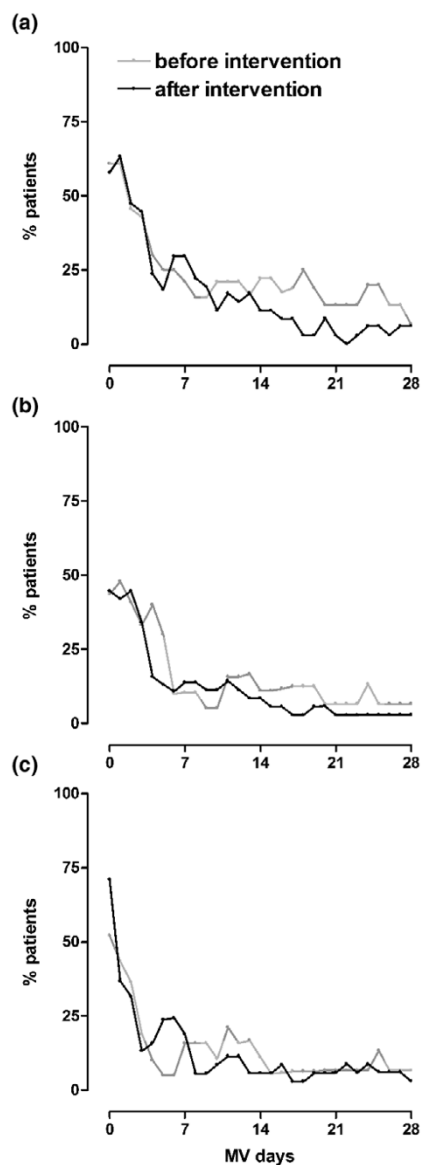 (a)
100
75
50
25
0
% patients
before intervention
after intervention
0 7 14 21 28
(b)
100
75
50
25
0
% patients
0 7 14 21 28
(c)
100
75
50
25
0
% patients
0 7 14 21 28
MV days